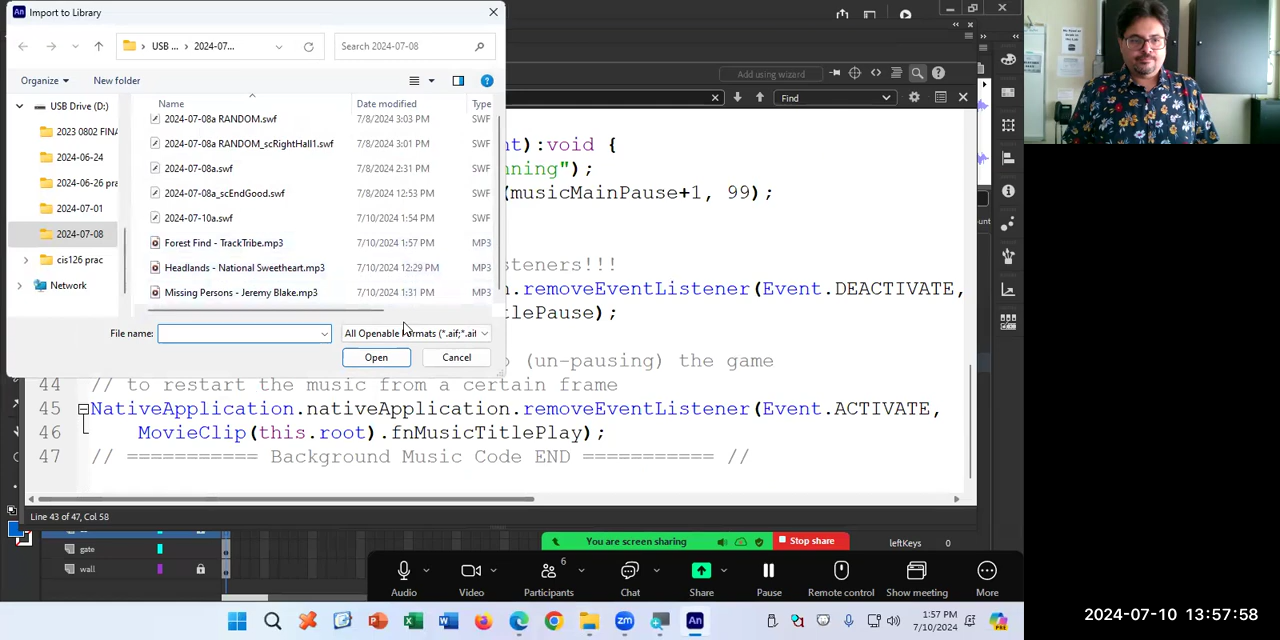 An Import to Library
USB ... > 2024-07...
Search 2024-07-08
Organize
New folder
Add using wizard
Find
USB Drive (D:)
2023 0802 FINA
2024-06-24
2024-06-26 pra
2024-07-01
2024-07-08
cis126 prac
Network
Name Date modified Type
2024-07-08a RANDOM.swf 7/8/2024 3:03 PM SWF
2024-07-08a RANDOM_scRightHall1.swf 7/8/2024 3:01 PM SWF
2024-07-08a.swf 7/8/2024 2:31 PM SWF
2024-07-08a_scEndGood.swf 7/8/2024 12:53 PM SWF
2024-07-10a.swf 7/10/2024 1:54 PM SWF
Forest Find - TrackTribe.mp3 7/10/2024 1:57 PM MP3
Headlands - National Sweetheart.mp3 7/10/2024 12:29 PM MP3
Missing Persons - Jeremy Blake.mp3 7/10/2024 1:31 PM MP3
File name:
All Openable Formats (*.aif;*.aif
Open
Cancel
nt):void {
nning");
(musicMainPause+1, 99);
steners!!!
n.removeEventListener(Event.DEACTIVATE,
tlePause);
o (un-pausing) the game
44 // to restart the music from a certain frame
45 NativeApplication.nativeApplication.removeEventListener(Event.ACTIVATE,
46 MovieClip(this.root).fnMusicTitlePlay);
47 // =========== Background Music Code END =========== //
Line 43 of 47, Col 58
gate
wall
You are screen sharing
Stop share
leftKeys 0
unt
6
Audio
Video
Participants
Chat
Share
Pause
Remote control
Show meeting
More
zm
An
1:57 PM
7/10/2024
PRE
2024-07-10 13:57:58